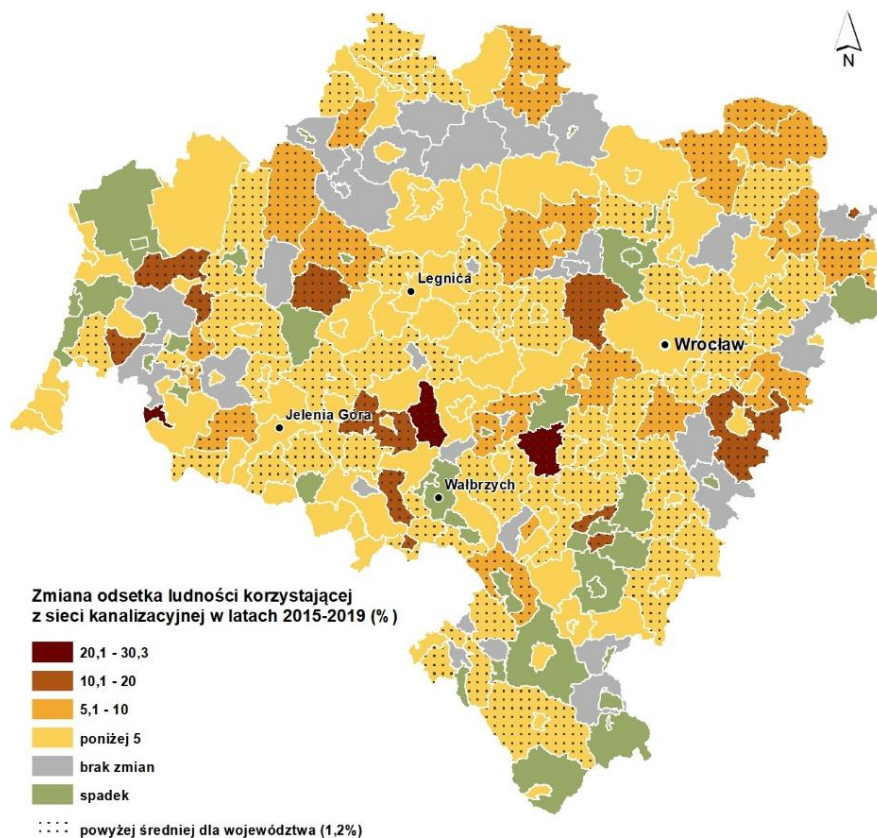 N
Legnica
Wrocław
Jelenia Góra
Wałbrzych
Zmiana odsetka ludności korzystającej
z sieci kanalizacyjnej w latach 2015-2019 (%)
20,1 - 30,3
10,1 - 20
5,1 - 10
poniżej 5
brak zmian
spadek
powyżej średniej dla województwa (1,2%)